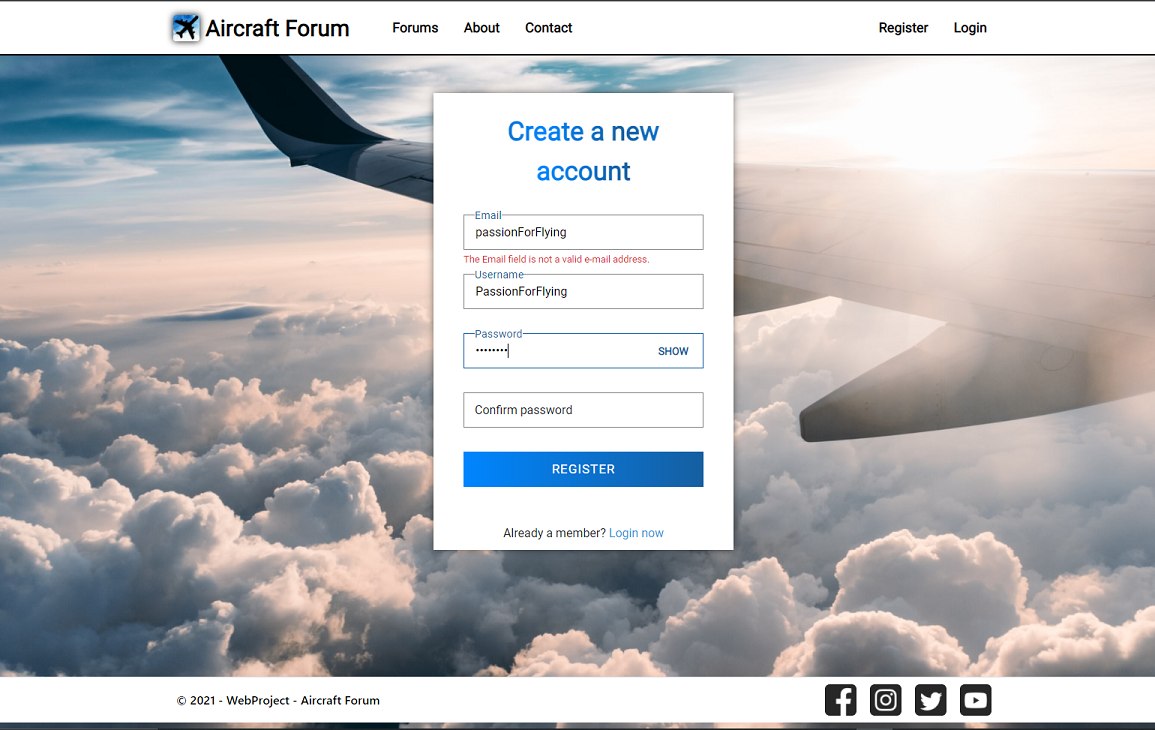 Aircraft Forum Forums About Contact Register Login
Create a new
account
Email
passionForFlying
The Email field is not a valid e-mail address.
Username
PassionForFlying
Password
•••••••• SHOW
Confirm password
REGISTER
Already a member? Login now
© 2021 - WebProject - Aircraft Forum